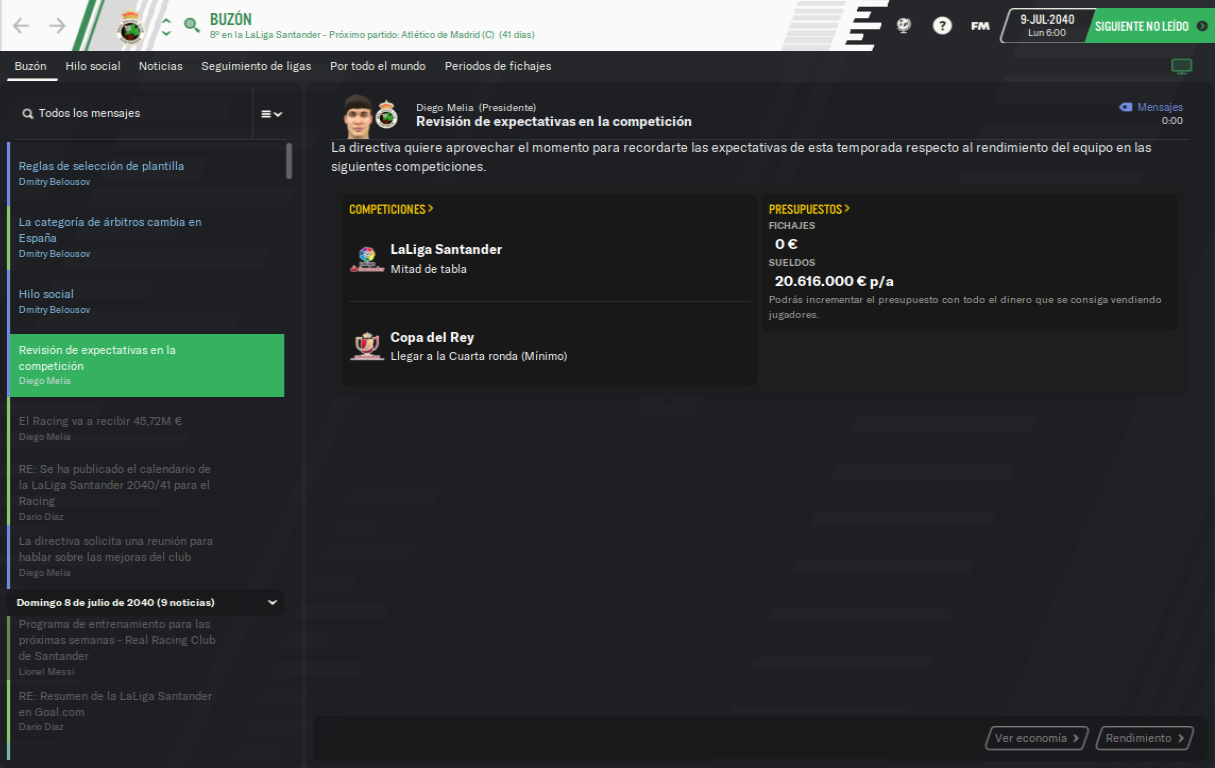 BUZÓN
8º en la LaLiga Santander - Próximo partido: Atlético de Madrid (C) (41 días)
FM
9-JUL-2040
Lun 6:00
SIGUIENTE NO LEÍDO
Buzón
Hilo social
Noticias
Seguimiento de ligas
Por todo el mundo
Periodos de fichajes
Todos los mensajes
Reglas de selección de plantilla
Dmitry Belousov
La categoría de árbitros cambia en
España
Dmitry Belousov
Hilo social
Dmitry Belousov
Revisión de expectativas en la
competición
Diego Melia
El Racing va a recibir 45,72M €
Diego Melia
RE: Se ha publicado el calendario de
la LaLiga Santander 2040/41 para el
Racing
Darío Díaz
La directiva solicita una reunión para
hablar sobre las mejoras del club
Diego Melia
Domingo 8 de julio de 2040 (9 noticias)
Programa de entrenamiento para las
próximas semanas - Real Racing Club
de Santander
Lionel Messi
RE: Resumen de la LaLiga Santander
en Goal.com
Darío Díaz
Diego Melia (Presidente)
Revisión de expectativas en la competición
Mensajes
0:00
La directiva quiere aprovechar el momento para recordarte las expectativas de esta temporada respecto al rendimiento del equipo en las
siguientes competiciones.
COMPETICIONES
LaLiga Santander
Mitad de tabla
Copa del Rey
Llegar a la Cuarta ronda (Mínimo)
PRESUPUESTOS
FICHAJES
0 €
SUELDOS
20.616.000 € p/a
Podrás incrementar el presupuesto con todo el dinero que se consiga vendiendo
jugadores.
Ver economía
Rendimiento